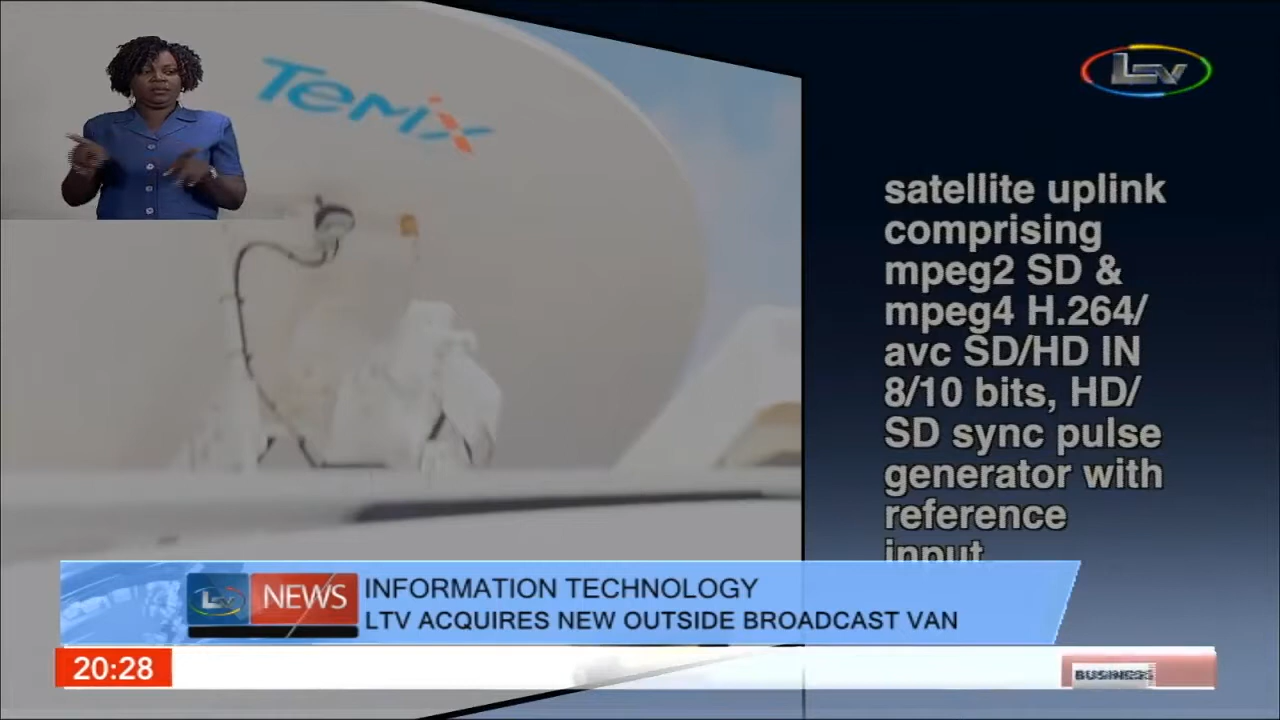 TEMIX
LTV
satellite uplink
comprising
mpeg2 SD &
mpeg4 H.264/
avc SD/HD IN
8/10 bits, HD/
SD sync pulse
generator with
reference
input
LTV NEWS
INFORMATION TECHNOLOGY
LTV ACQUIRES NEW OUTSIDE BROADCAST VAN
20:28
BUSINESS